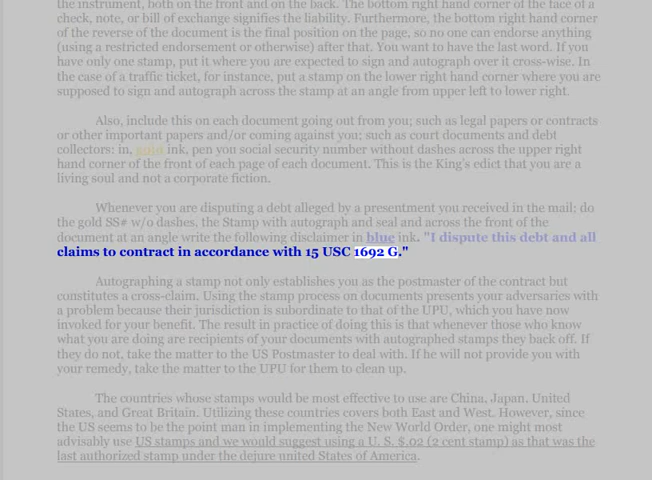 the instrument, both on the front and on the back. The bottom right hand corner of the face of a
check, note, or bill of exchange signifies the liability. Furthermore, the bottom right hand corner
of the reverse of the document is the final position on the page, so no one can endorse anything
(using a restricted endorsement or otherwise) after that. You want to have the last word. If you
have only one stamp, put it where you are expected to sign and autograph over it cross-wise. In
the case of a traffic ticket, for instance, put a stamp on the lower right hand corner where you are
supposed to sign and autograph across the stamp at an angle from upper left to lower right.
Also, include this on each document going out from you; such as legal papers or contracts
or other important papers and/or coming against you; such as court documents and debt
collectors: in, gold ink, pen you social security number without dashes across the upper right
hand corner of the front of each page of each document. This is the King's edict that you are a
living soul and not a corporate fiction.
Whenever you are disputing a debt alleged by a presentment you received in the mail; do
the gold SS# w/o dashes, the Stamp with autograph and seal and across the front of the
document at an angle write the following disclaimer in blue ink. "I dispute this debt and all
claims to contract in accordance with 15 USC 1692 G."
Autographing a stamp not only establishes you as the postmaster of the contract but
constitutes a cross-claim. Using the stamp process on documents presents your adversaries with
a problem because their jurisdiction is subordinate to that of the UPU, which you have now
invoked for your benefit. The result in practice of doing this is that whenever those who know
what you are doing are recipients of your documents with autographed stamps they back off. If
they do not, take the matter to the US Postmaster to deal with. If he will not provide you with
your remedy, take the matter to the UPU for them to clean up.
The countries whose stamps would be most effective to use are China, Japan, United
States, and Great Britain. Utilizing these countries covers both East and West. However, since
the US seems to be the point man in implementing the New World Order, one might most
advisably use US stamps and we would suggest using a U. S. $.02 (2 cent stamp) as that was the
last authorized stamp under the dejure united States of America.